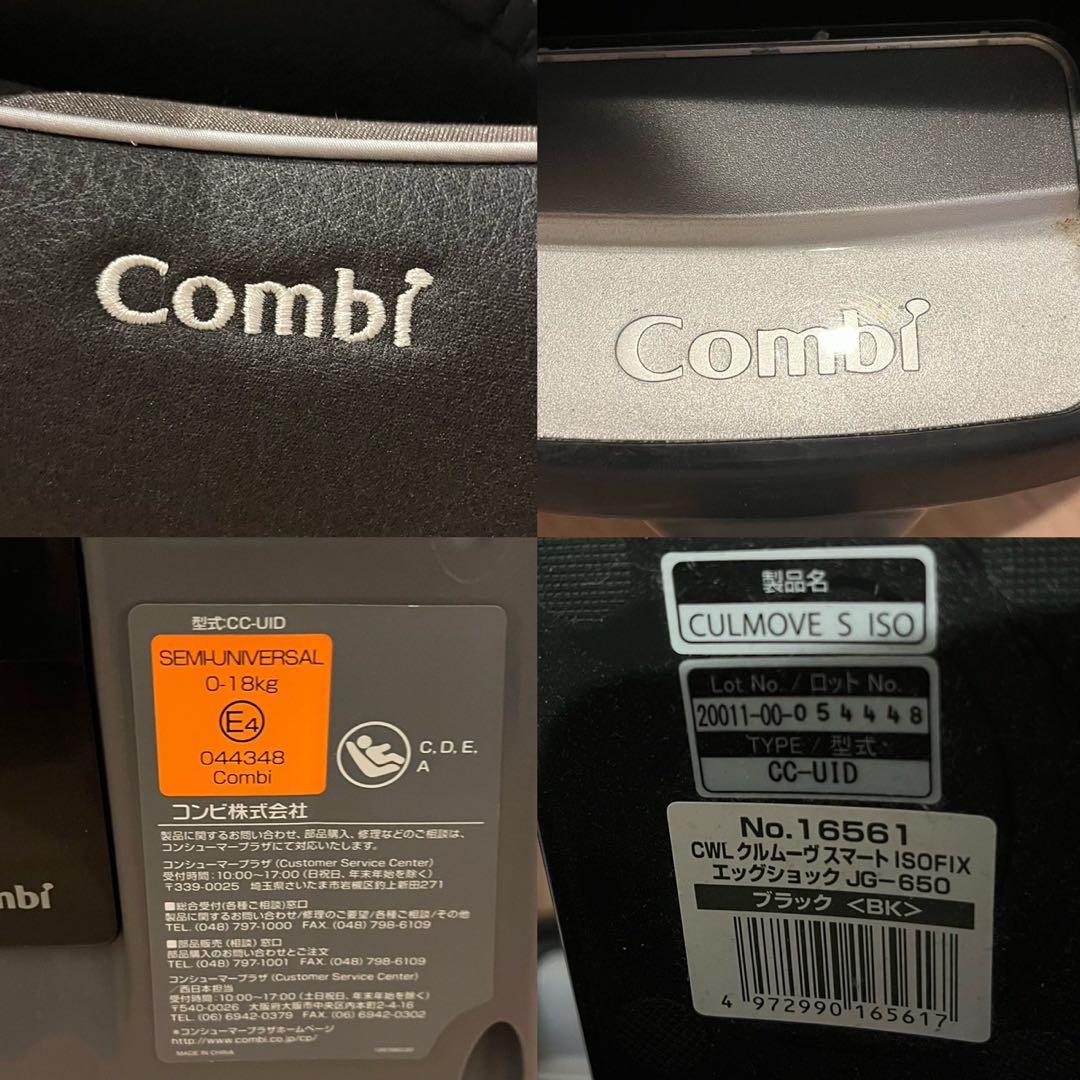 Combi
Combi
型式:CC-UID
SEMI-UNIVERSAL
0-18kg
E4
044348
Combi
C, D, E,
A
コンビ株式会社
製品に関するお問い合わせ、部品購入、修理などのご相談は、
コンシューマープラザにて対応いたします。
コンシューマープラザ (Customer Service Center)
受付時間:10:00~17:00 (日祝日、年末年始を除く)
〒339-0025 埼玉県さいたま市岩槻区釣上新田271
■総合受付(各種ご相談)窓口
製品に関するお問い合わせ/修理のご要望/各種ご相談/その他
TEL. (048) 797-1000 FAX. (048) 798-6109
■部品販売(相談)窓口
部品購入のお問い合わせとご注文
TEL. (048) 797-1001 FAX. (048) 798-6109
コンシューマープラザ (Customer Service Center)
/西日本担当
受付時間:10:00~17:00 (土日祝日、年末年始を除く)
〒540-0026 大阪府大阪市中央区内本町2-4-16
TEL. (06) 6942-0379 FAX. (06) 6942-0302
*コンシューマープラザホームページ
http://www.combi.co.jp/cp/
MADE IN CHINA
mbi
製品名
CULMOVE S ISO
Lot No. / ロット No.
20011-00-054448
TYPE / 型式
CC-UID
No.16561
CWL クルムーヴ スマート ISOFIX
エッグショック JG-650
ブラック <BK>
4 972990 165617